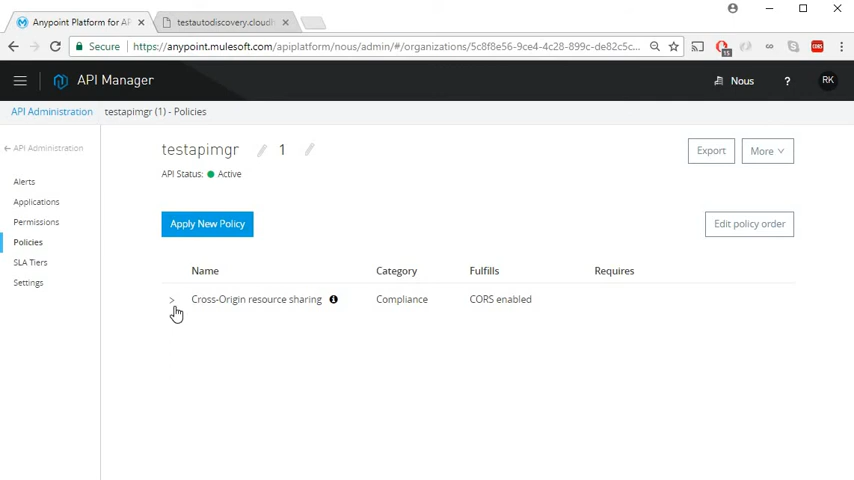 Anypoint Platform for AP
testautodiscovery.cloudh
Secure https://anypoint.mulesoft.com/apiplatform/nous/admin/#/organizations/5c8f8e56-9ce4-4c28-899c-de82c5c...
15
CORS
API Manager
Nous ? RK
API Administration testapimgr (1) - Policies
API Administration
Alerts
Applications
Permissions
Policies
SLA Tiers
Settings
testapimgr 1
Export More
API Status: Active
Apply New Policy
Edit policy order
Name Category Fulfills Requires
Cross-Origin resource sharing Compliance CORS enabled